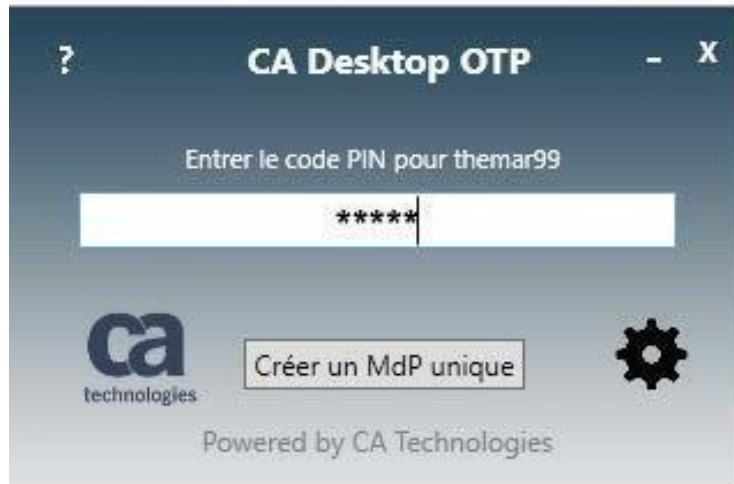 ? CA Desktop OTP - X
Entrer le code PIN pour themar99
*****
ca
technologies
Créer un MdP unique
Powered by CA Technologies